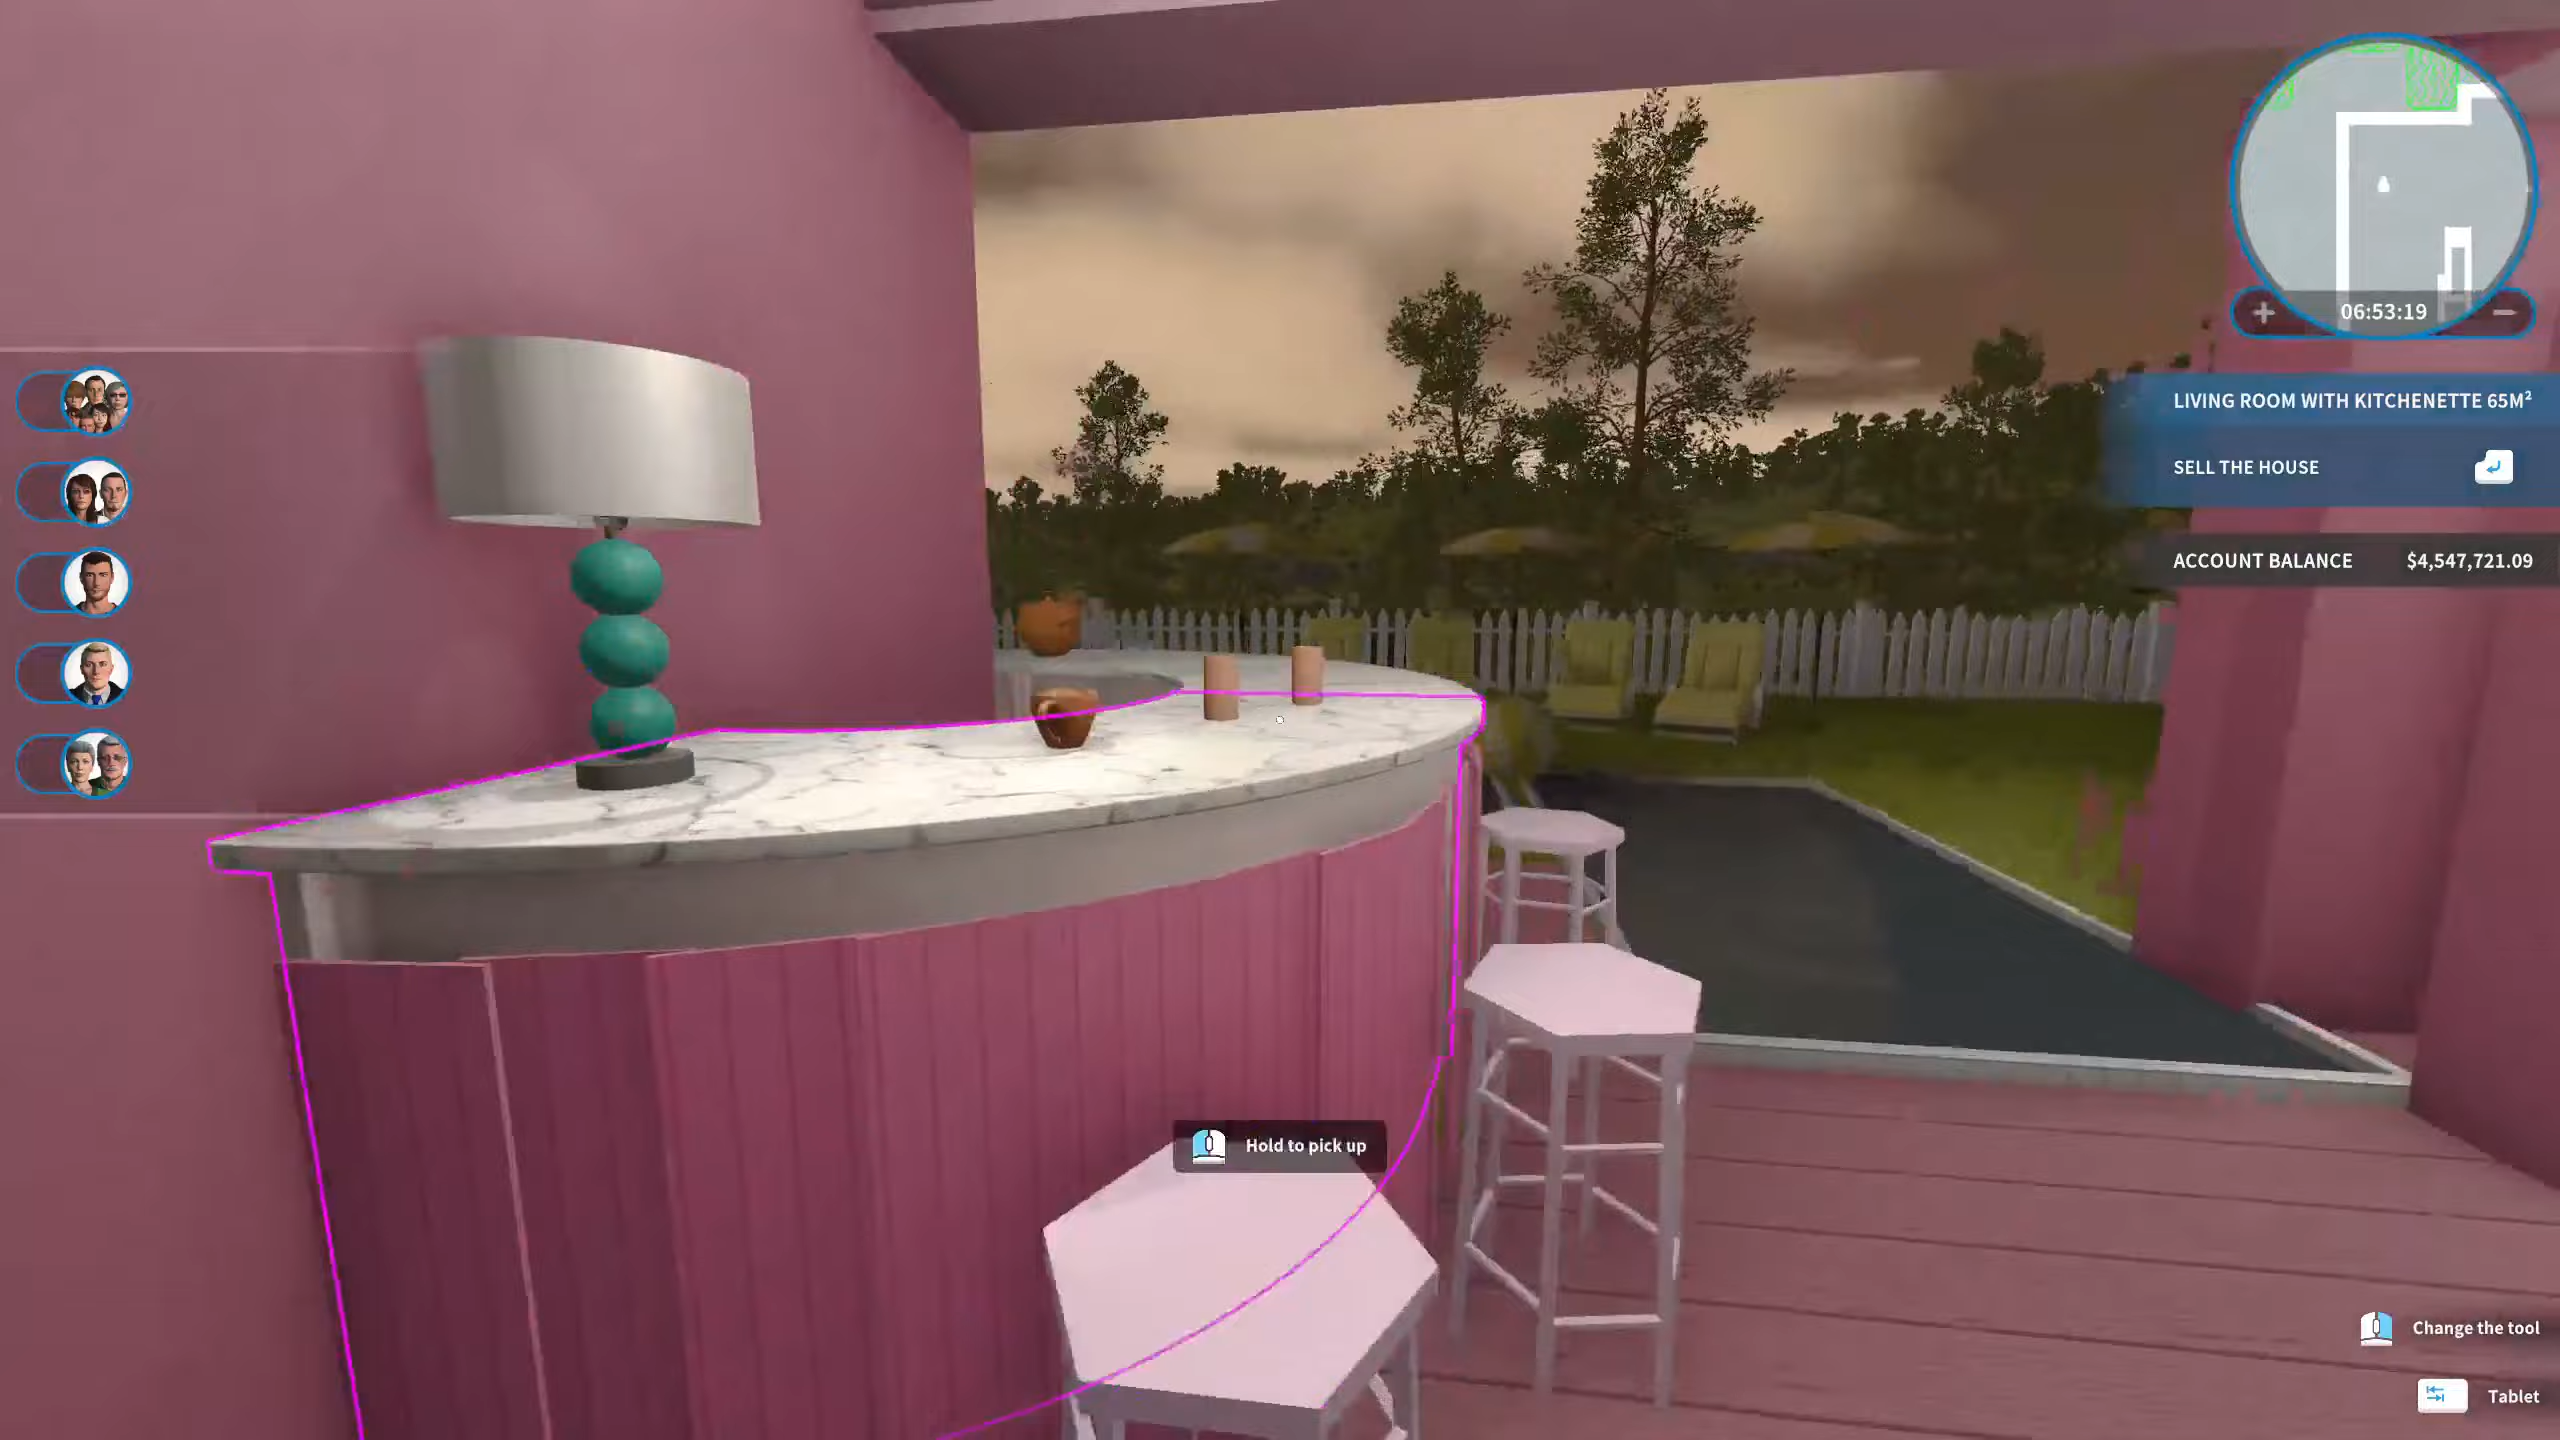 06:53:19
LIVING ROOM WITH KITCHENETTE 65M²
SELL THE HOUSE
ACCOUNT BALANCE $4,547,721.09
Hold to pick up
Change the tool
Tablet